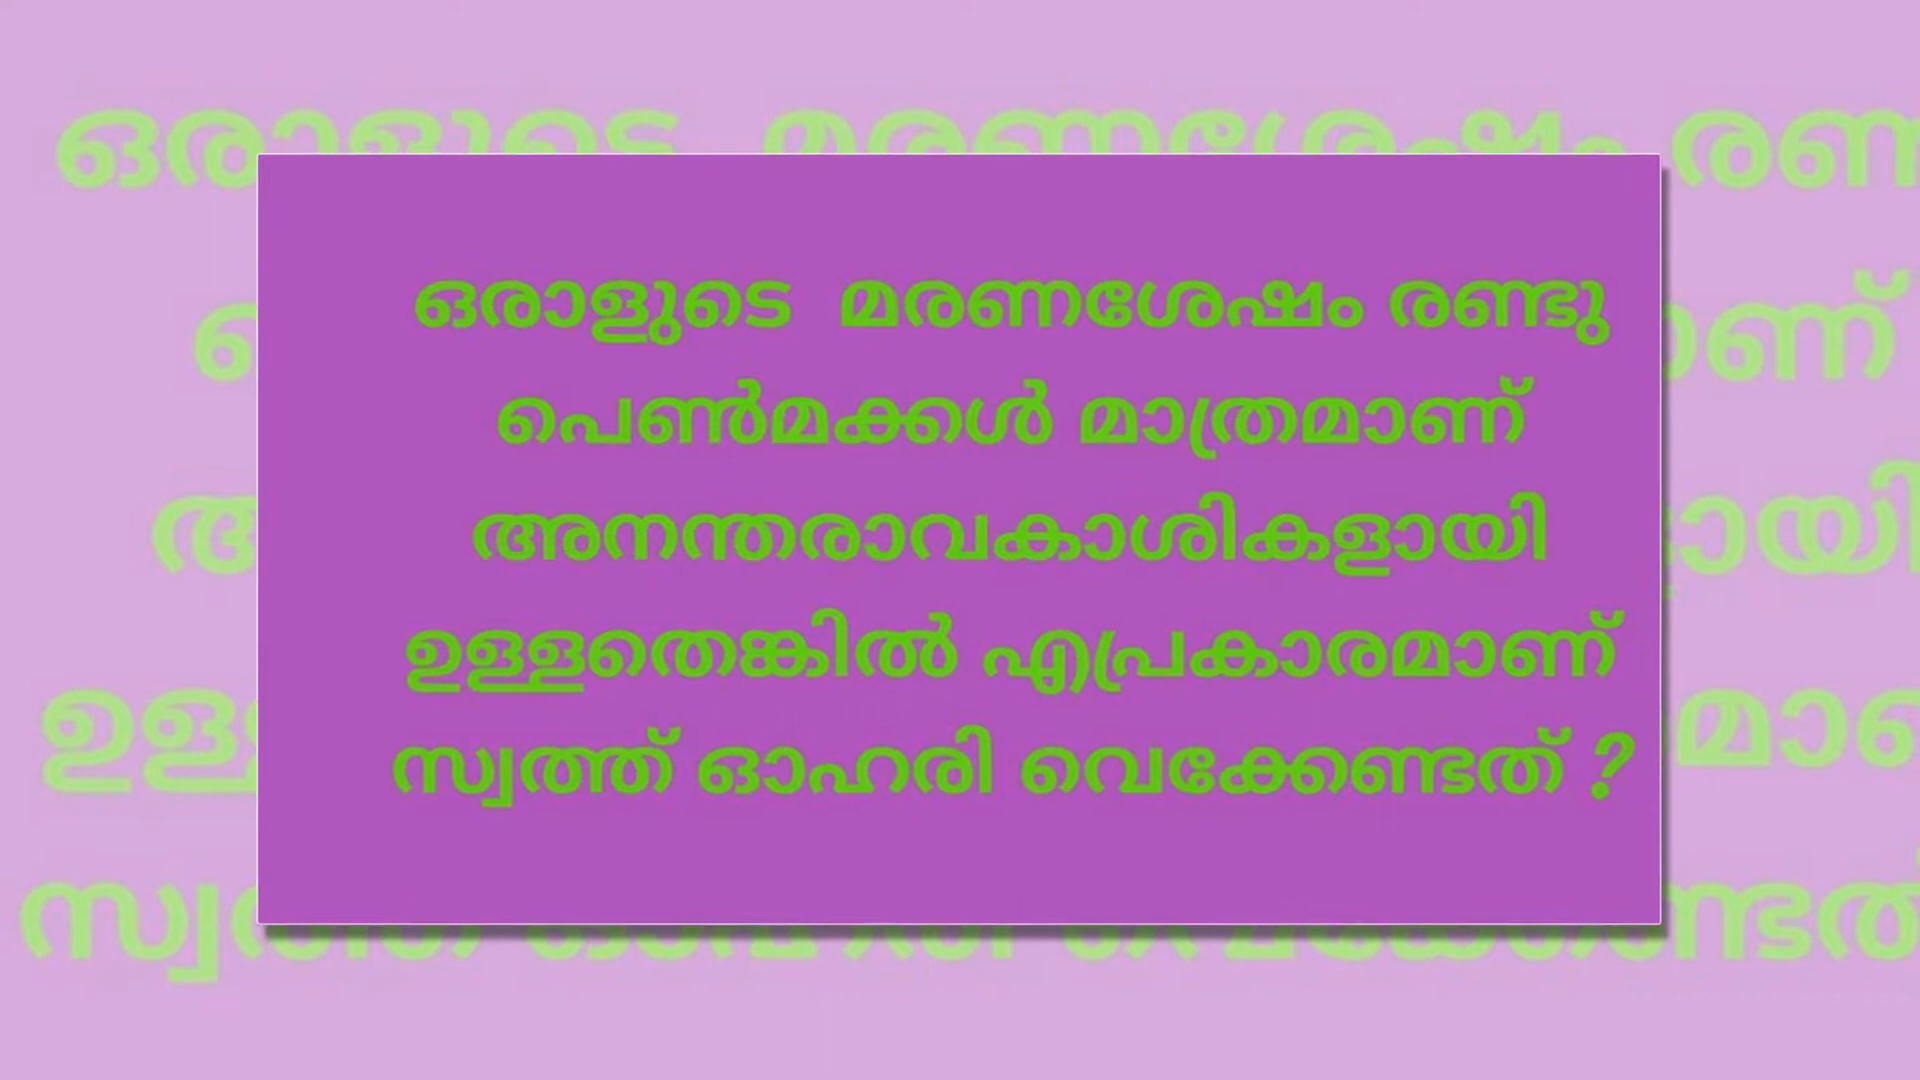 ഒരാളുടെ മരണശേഷം രണ്ടു
പെൺമക്കൾ മാത്രമാണ്
അനന്തരാവകാശികളായി
ഉള്ളതെങ്കിൽ എപ്രകാരമാണ്
സ്വത്ത് ഓഹരി വെക്കേണ്ടത് ?